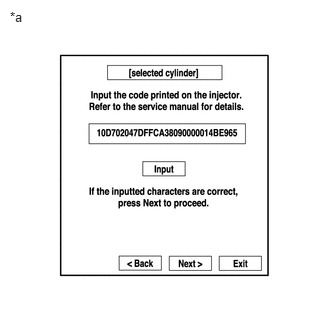 *a
[selected cylinder]
Input the code printed on the injector.
Refer to the service manual for details.
10D702047DFFCA38090000014BE965
Input
If the inputted characters are correct,
press Next to proceed.
< Back
Next >
Exit